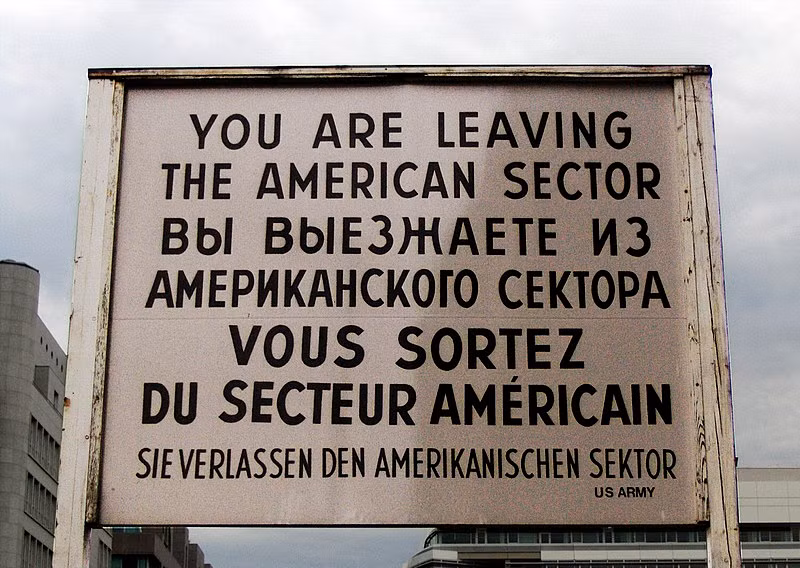 YOU ARE LEAVING
THE AMERICAN SECTOR
ВЫ ВЫЕЗЖАЕТЕ ИЗ
АМЕРИКАНСКОГО СЕКТОРА
VOUS SORTEZ
DU SECTEUR AMÉRICAIN
SIE VERLASSEN DEN AMERIKANISCHEN SEKTOR
US ARMY